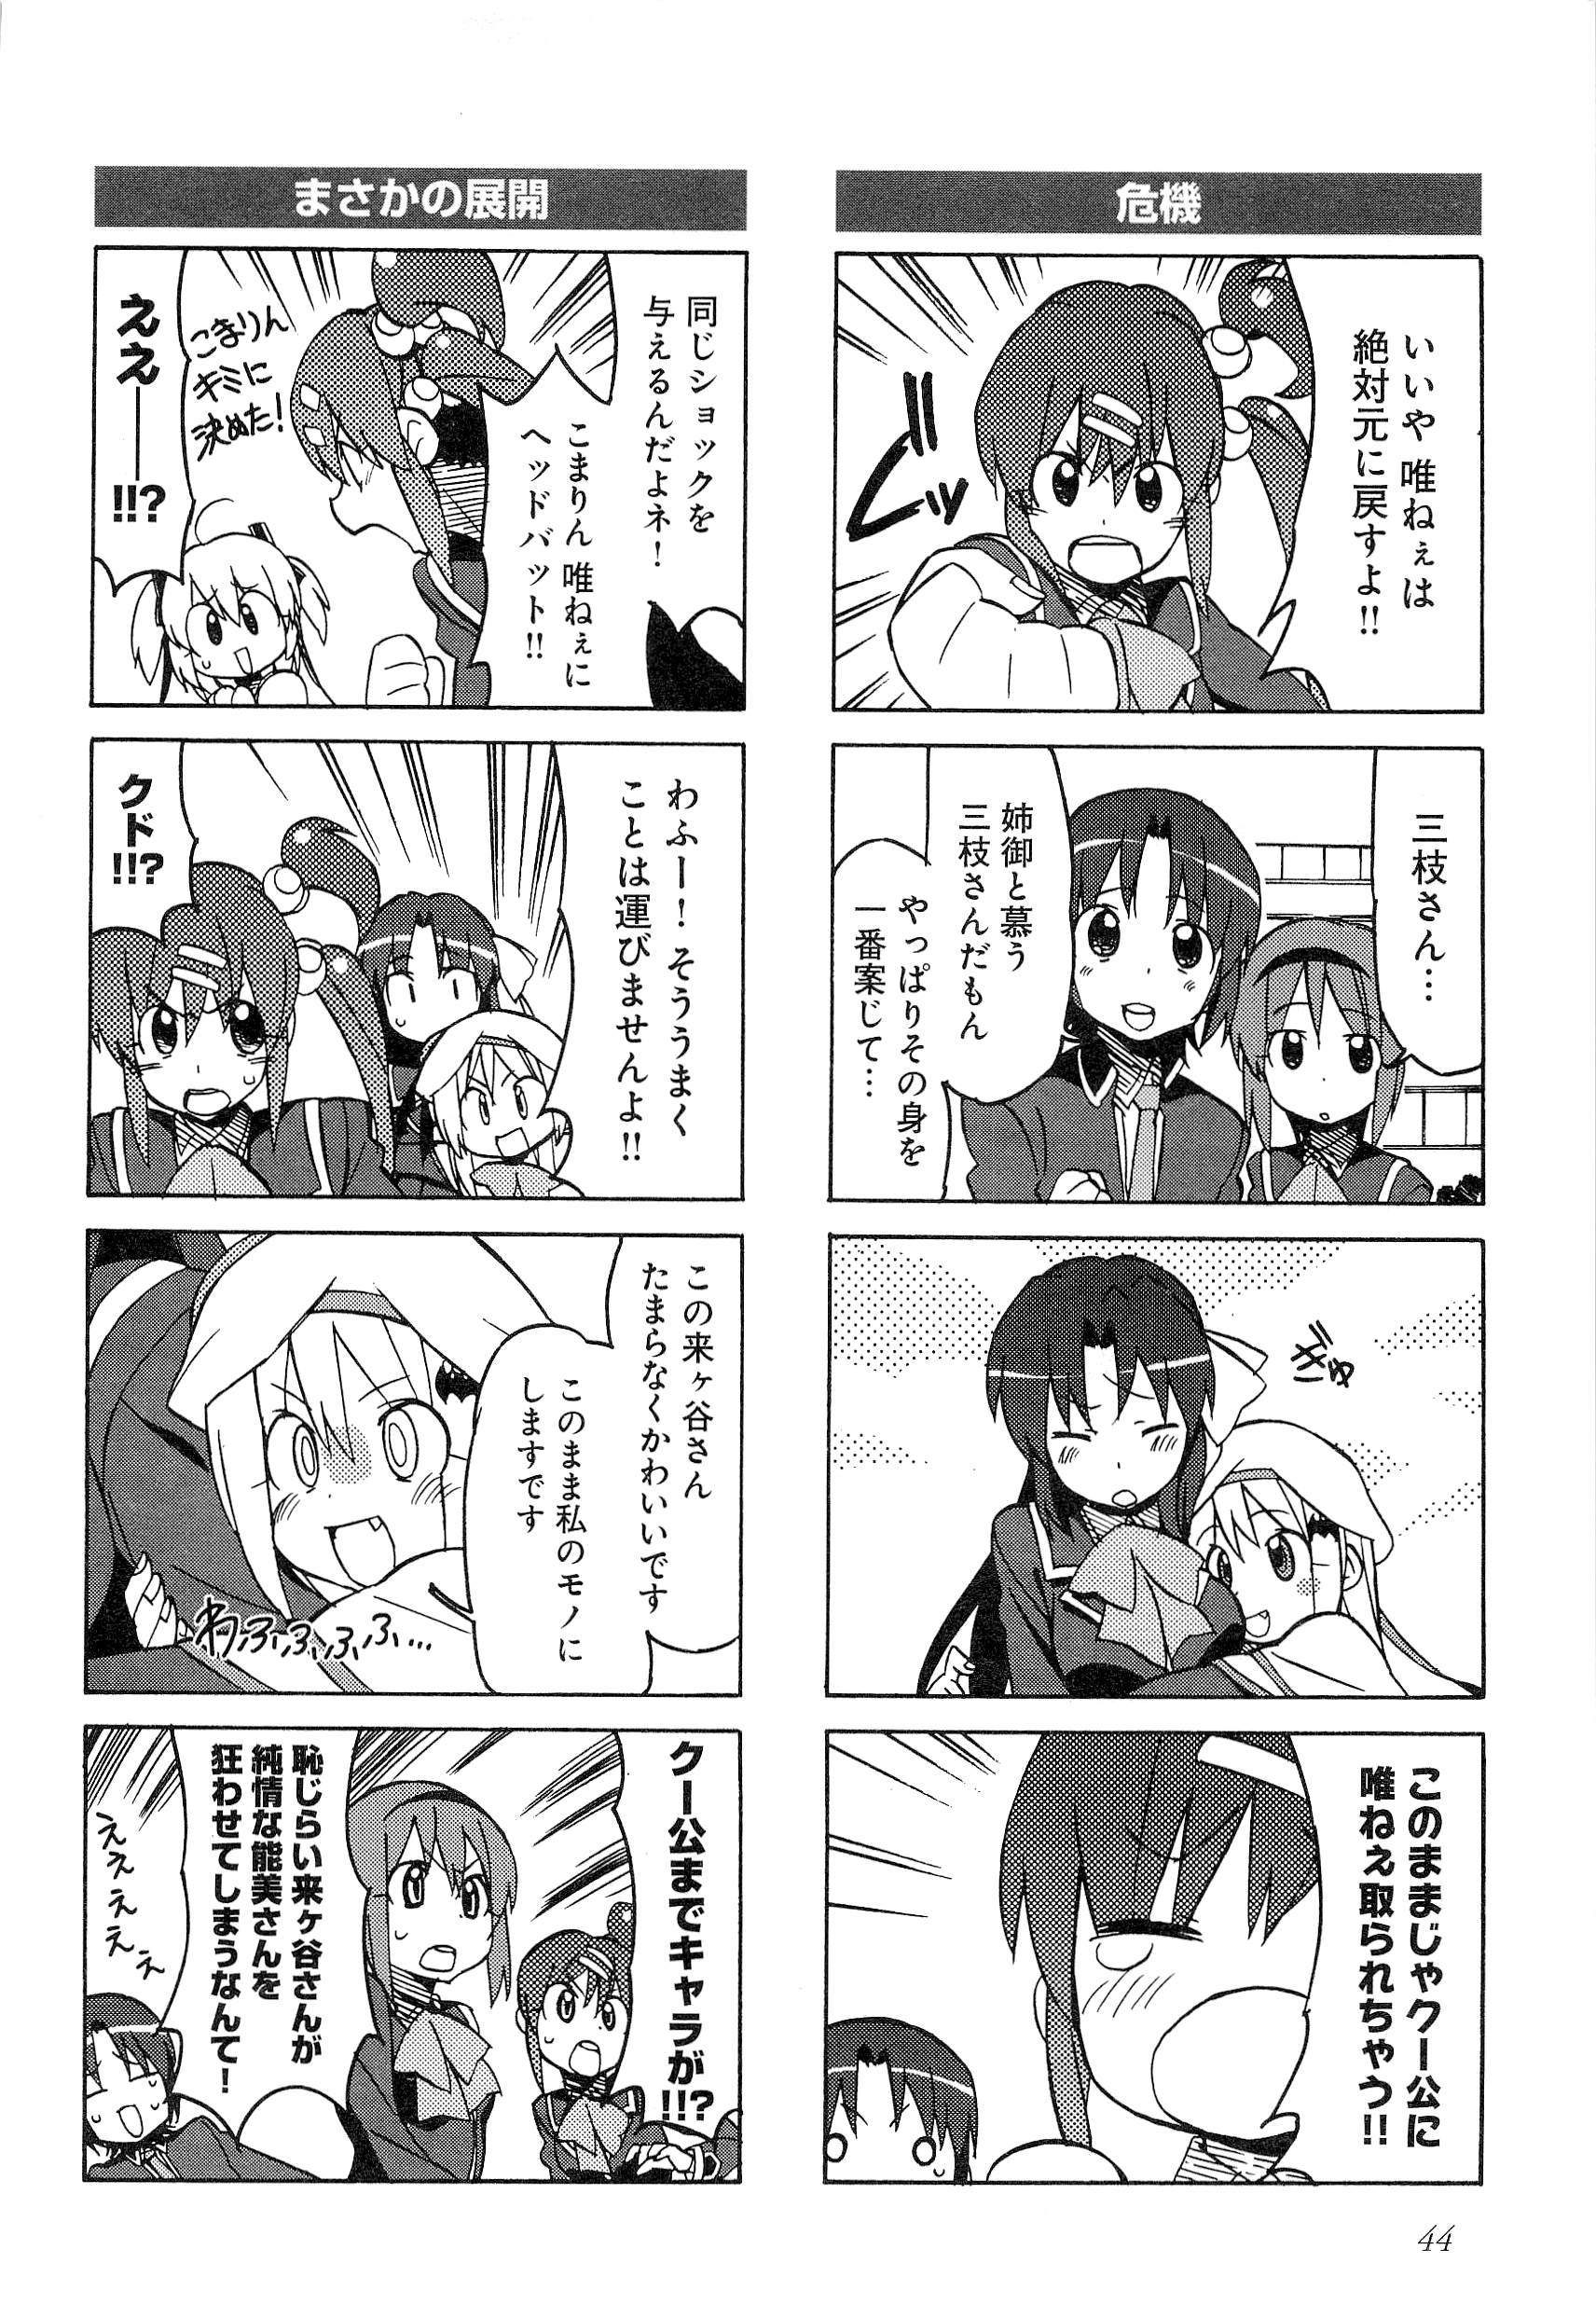 危機
いいや 唯ねぇは
絶対元に戻すよ!!
グッ
三枝さん…
姉御と慕う
三枝さんだもん
やっぱりその身を
一番案じて…
ぎゅ
このままじゃクー公に
唯ねぇ取られちゃう!!
まさかの展開
同じショックを
与えるんだよネ!
こまりん 唯ねぇに
ヘッドバット!!
こまりん
キミに
決めた!
ええ――!!?
わふー! そううまく
ことは運びませんよ!!
クド!!?
この来ヶ谷さん
たまらなくかわいいです
このまま私のモノに
しますです
わふふふふ…
クー公までキャラが!!?
恥じらい来ヶ谷さんが
純情な能美さんを
狂わせてしまうなんて!
えええええ
44